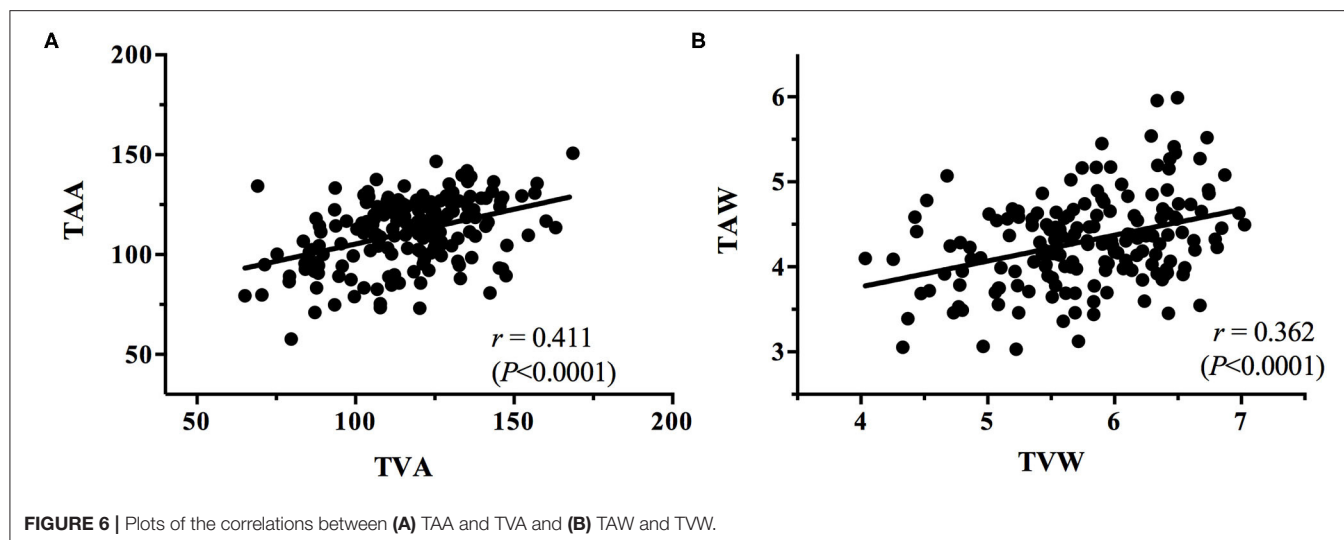 A
200
150
100
50
TAA
50
100
150
200
TVA
r = 0.411
(P<0.0001)
B
6
5
4
3
TAW
4
5
6
7
TVW
r = 0.362
(P<0.0001)
FIGURE 6 | Plots of the correlations between (A) TAA and TVA and (B) TAW and TVW.